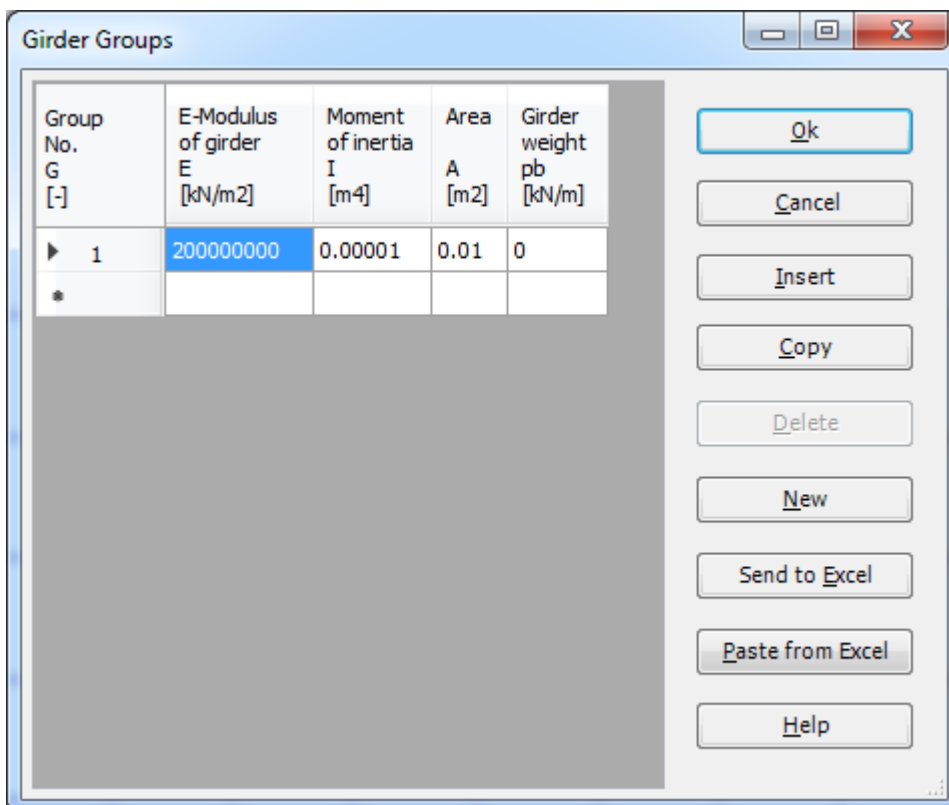 Girder Groups
Group No. G [-]
E-Modulus of girder E [kN/m2]
Moment of inertia I [m4]
Area A [m2]
Girder weight pb [kN/m]
1 200000000 0.00001 0.01 0
*
Ok
Cancel
Insert
Copy
Delete
New
Send to Excel
Paste from Excel
Help